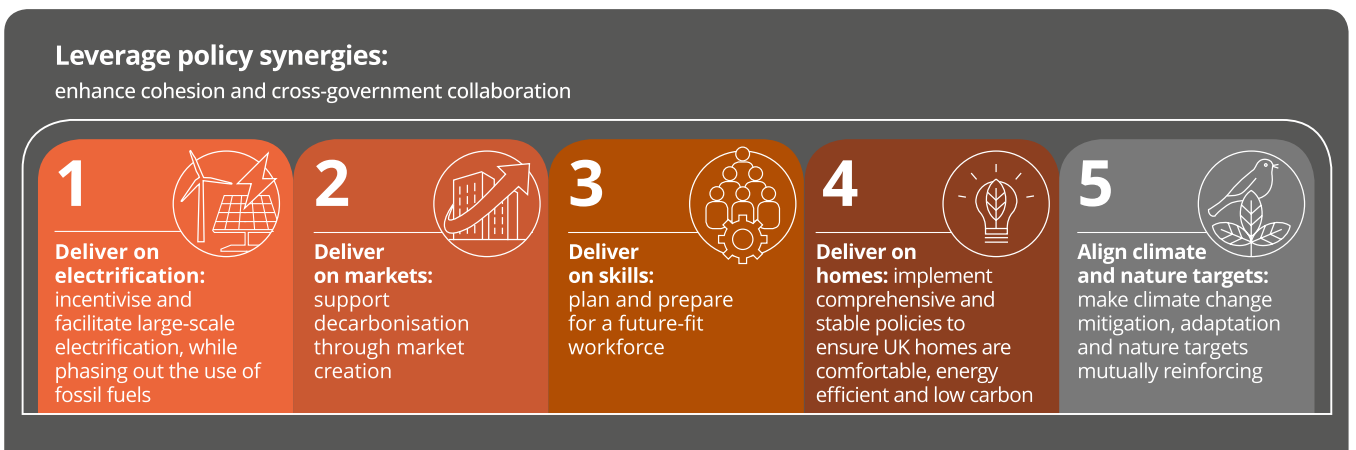 Leverage policy synergies:
enhance cohesion and cross-government collaboration
1
Deliver on
electrification:
incentivise and
facilitate large-scale
electrification, while
phasing out the use of
fossil fuels
2
Deliver
on markets:
support
decarbonisation
through market
creation
3
Deliver
on skills:
plan and prepare
for a future-fit
workforce
4
Deliver on
homes: implement
comprehensive and
stable policies to
ensure UK homes are
comfortable, energy
efficient and low carbon
5
Align climate
and nature targets:
make climate change
mitigation, adaptation
and nature targets
mutually reinforcing